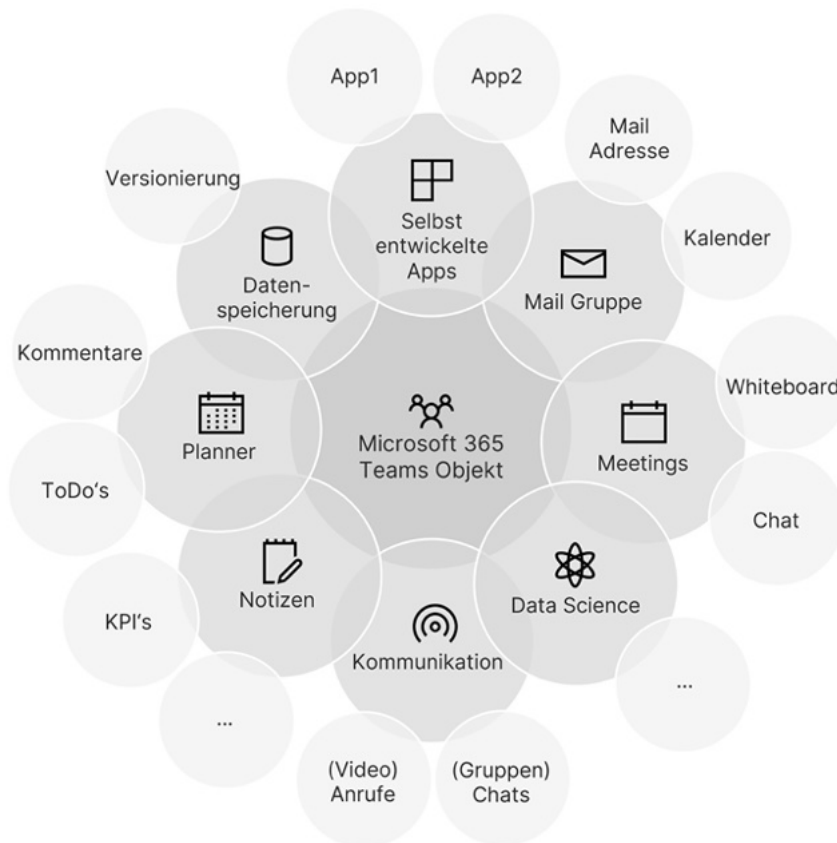 App1
App2
Mail
Adresse
Versionierung
Selbst
entwickelte
Apps
Kalender
Daten-
speicherung
Mail Gruppe
Kommentare
Whiteboard
Planner
Microsoft 365
Teams Objekt
Meetings
ToDo‘s
Chat
Notizen
Data Science
KPI‘s
Kommunikation
...
...
(Video)
Anrufe
(Gruppen)
Chats